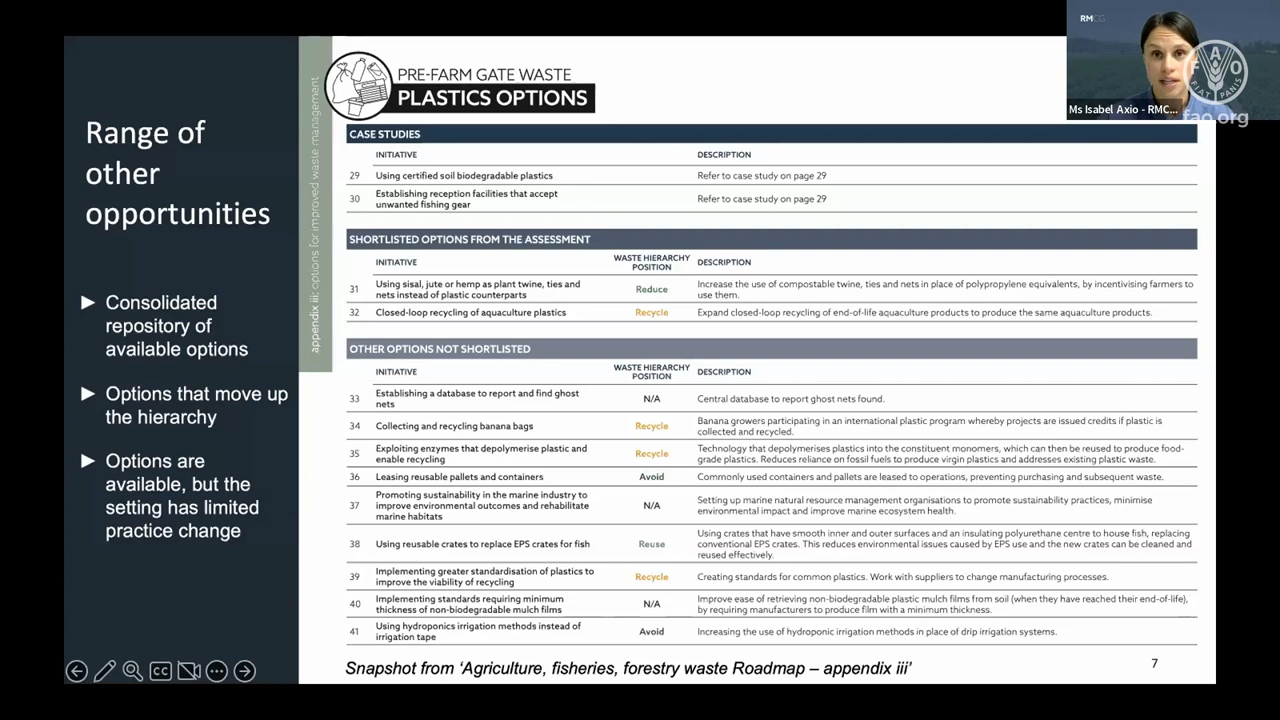 RMCG
Ms Isabel Axio - RMC...
FAO
FIAT PANIS
fao.org
Range of
other
opportunities
► Consolidated
repository of
available options
► Options that move up
the hierarchy
► Options are
available, but the
setting has limited
practice change
appendix iii: options for improved waste management
PRE-FARM GATE WASTE
PLASTICS OPTIONS
CASE STUDIES
INITIATIVE DESCRIPTION
29 Using certified soil biodegradable plastics Refer to case study on page 29
30 Establishing reception facilities that accept
unwanted fishing gear Refer to case study on page 29
SHORTLISTED OPTIONS FROM THE ASSESSMENT
INITIATIVE WASTE HIERARCHY
POSITION DESCRIPTION
31 Using sisal, jute or hemp as plant twine, ties and
nets instead of plastic counterparts Reduce Increase the use of compostable twine, ties and nets in place of polypropylene equivalents, by incentivising farmers to
use them.
32 Closed-loop recycling of aquaculture plastics Recycle Expand closed-loop recycling of end-of-life aquaculture products to produce the same aquaculture products.
OTHER OPTIONS NOT SHORTLISTED
INITIATIVE WASTE HIERARCHY
POSITION DESCRIPTION
33 Establishing a database to report and find ghost
nets N/A Central database to report ghost nets found.
34 Collecting and recycling banana bags Recycle Banana growers participating in an international plastic program whereby projects are issued credits if plastic is
collected and recycled.
35 Exploiting enzymes that depolymerise plastic and
enable recycling Recycle Technology that depolymerises plastics into the constituent monomers, which can then be reused to produce food-
grade plastics. Reduces reliance on fossil fuels to produce virgin plastics and addresses existing plastic waste.
36 Leasing reusable pallets and containers Avoid Commonly used containers and pallets are leased to operations, preventing purchasing and subsequent waste.
37 Promoting sustainability in the marine industry to
improve environmental outcomes and rehabilitate
marine habitats N/A Setting up marine natural resource management organisations to promote sustainability practices, minimise
environmental impact and improve marine ecosystem health.
38 Using reusable crates to replace EPS crates for fish Reuse Using crates that have smooth inner and outer surfaces and an insulating polyurethane centre to house fish, replacing
conventional EPS crates. This reduces environmental issues caused by EPS use and the new crates can be cleaned and
reused effectively.
39 Implementing greater standardisation of plastics to
improve the viability of recycling Recycle Creating standards for common plastics. Work with suppliers to change manufacturing processes.
40 Implementing standards requiring minimum
thickness of non-biodegradable mulch films N/A Improve ease of retrieving non-biodegradable plastic mulch films from soil (when they have reached their end-of-life),
by requiring manufacturers to produce film with a minimum thickness.
41 Using hydroponics irrigation methods instead of
irrigation tape Avoid Increasing the use of hydroponic irrigation methods in place of drip irrigation systems.
CC
Snapshot from 'Agriculture, fisheries, forestry waste Roadmap – appendix iii'
7